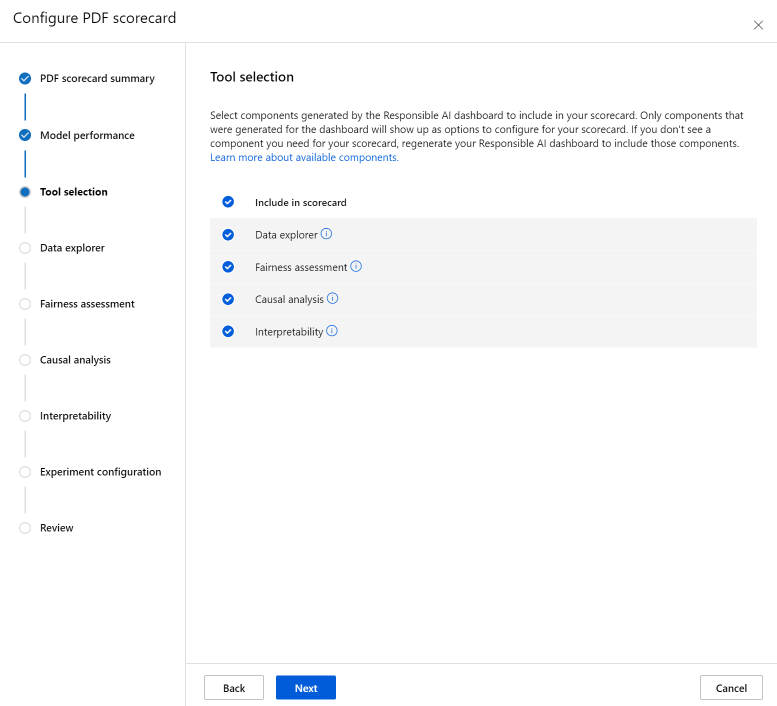 Configure PDF scorecard
PDF scorecard summary
Model performance
Tool selection
Data explorer
Fairness assessment
Causal analysis
Interpretability
Experiment configuration
Review
Tool selection
Select components generated by the Responsible AI dashboard to include in your scorecard. Only components that
were generated for the dashboard will show up as options to configure for your scorecard. If you don't see a
component you need for your scorecard, regenerate your Responsible AI dashboard to include those components.
Learn more about available components.
Include in scorecard
Data explorer
Fairness assessment
Causal analysis
Interpretability
Back
Next
Cancel